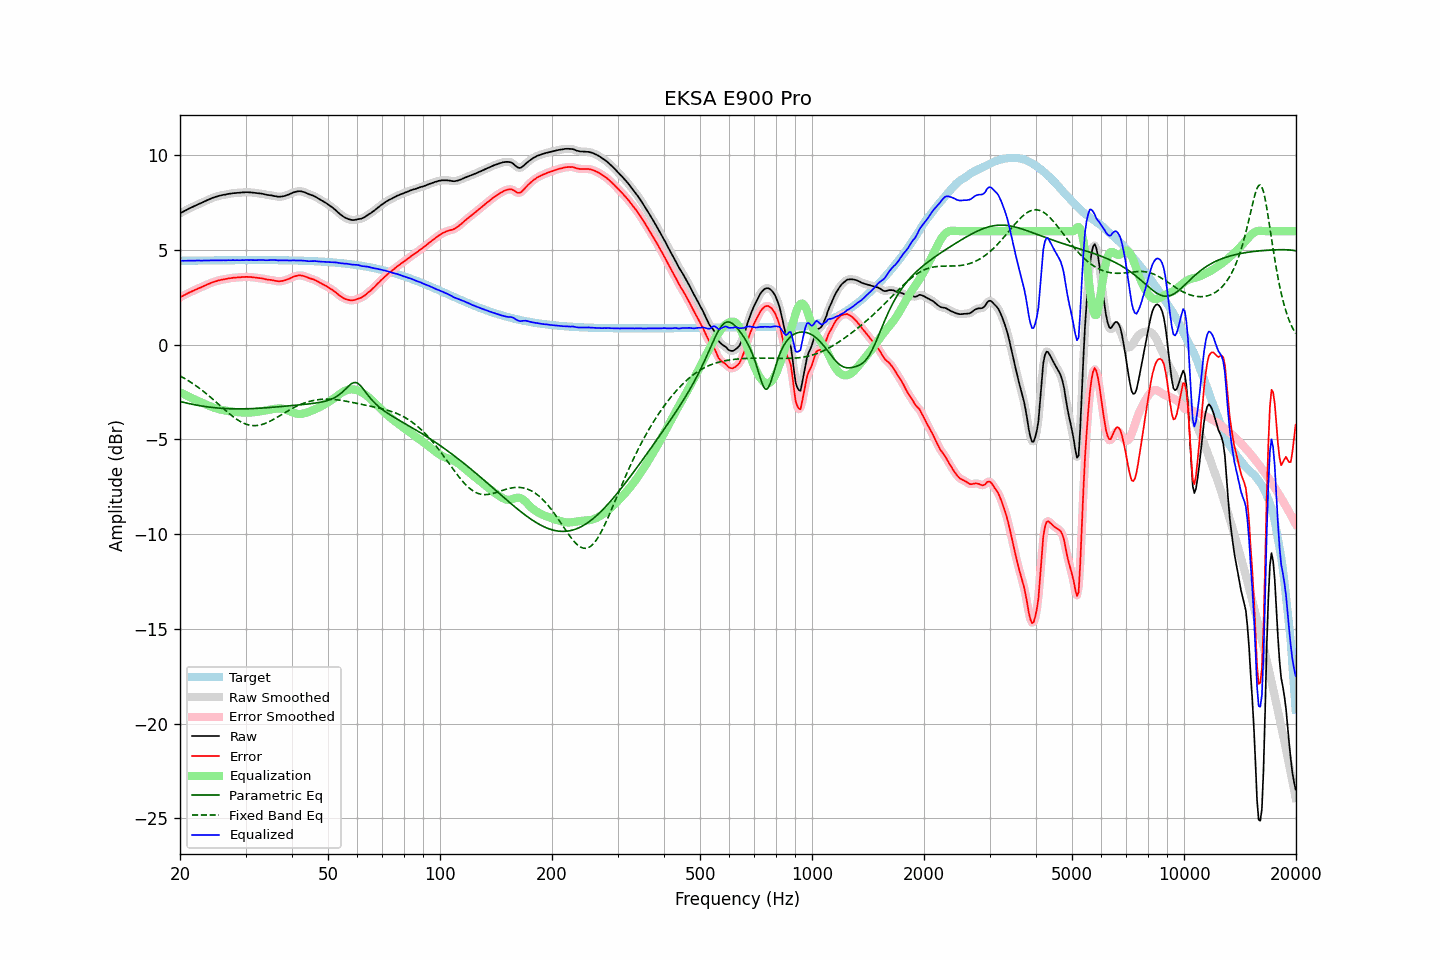 EKSA E900 Pro
Amplitude (dBr)
10
5
0
−5
−10
−15
−20
−25
Target
Raw Smoothed
Error Smoothed
Raw
Error
Equalization
Parametric Eq
Fixed Band Eq
Equalized
20 50 100 200 500 1000 2000 5000 10000 20000
Frequency (Hz)